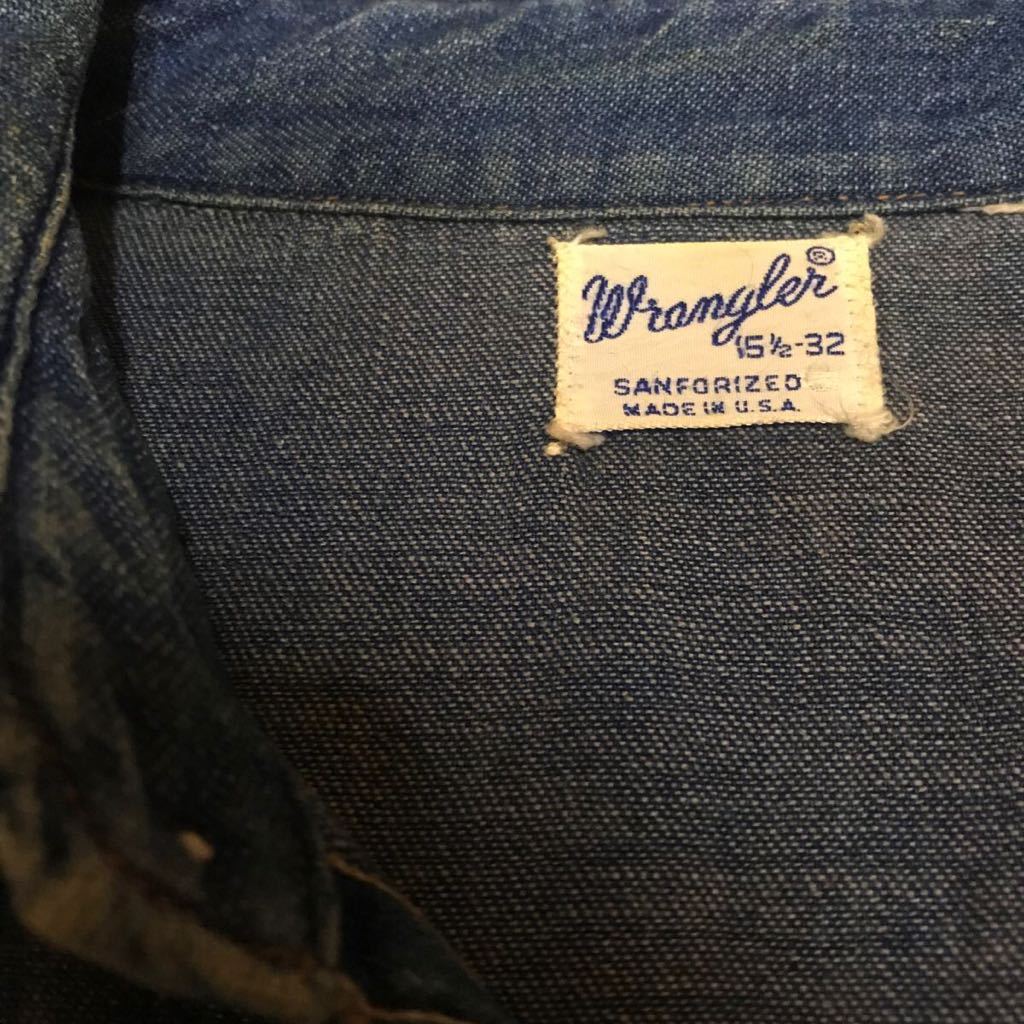 Wrangler®
15½-32
SANFORIZED
MADE IN U.S.A.